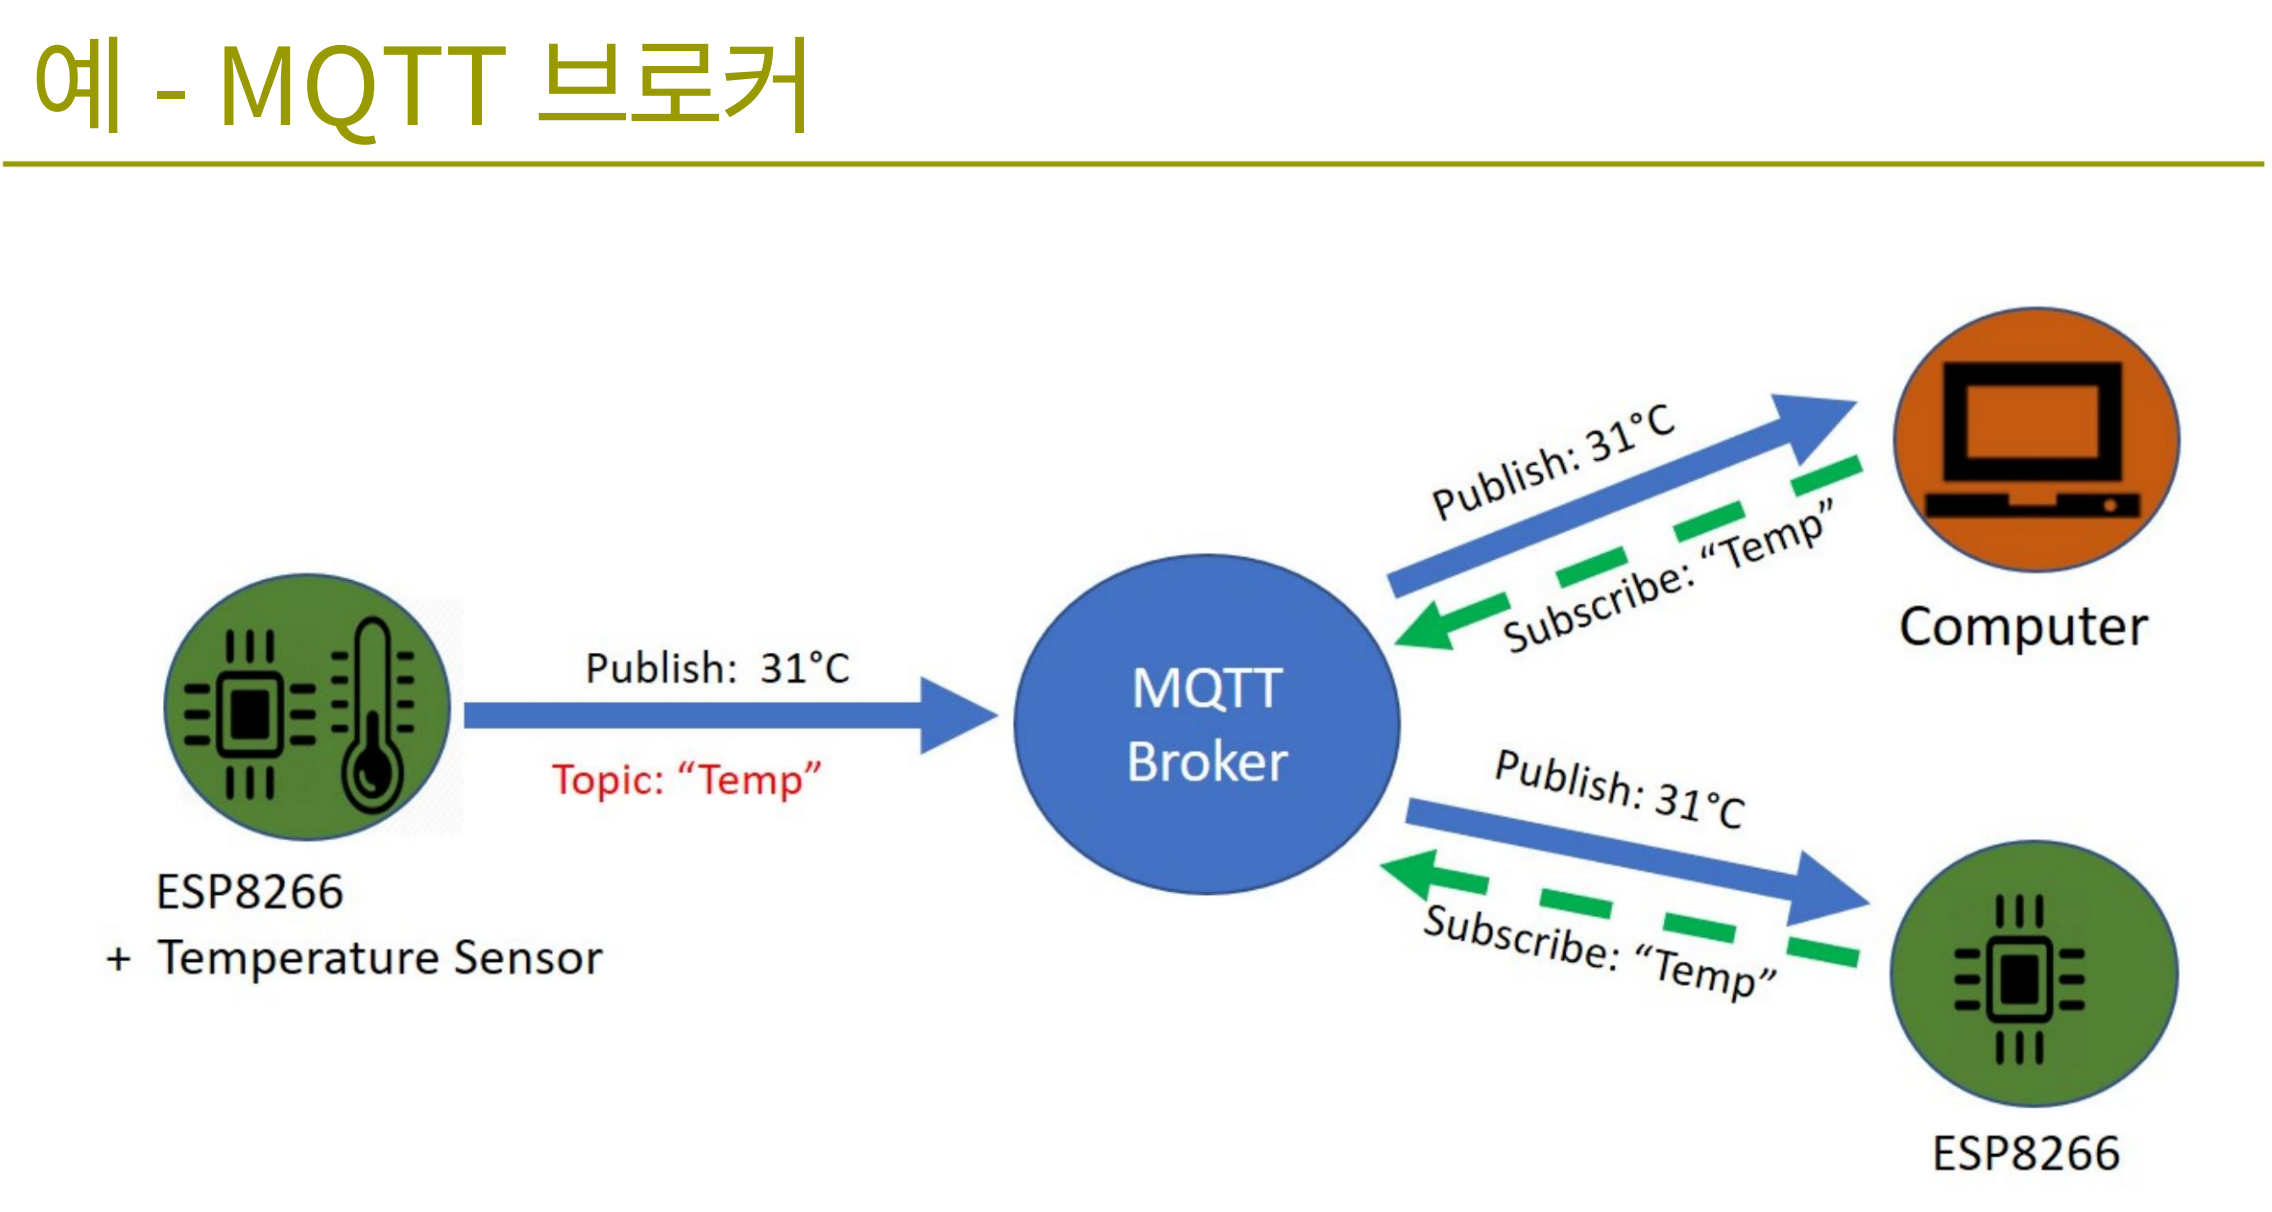 예 - MQTT 브로커
Publish: 31°C
Subscribe: “Temp”
Computer
Publish:  31°C
Topic: “Temp”
MQTT
Broker
ESP8266
+ Temperature Sensor
Publish: 31°C
Subscribe: “Temp”
ESP8266